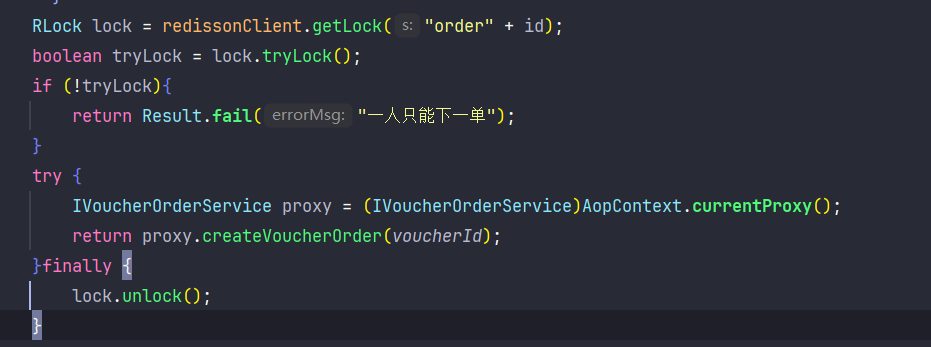 RLock lock = redissonClient.getLock( s: "order" + id);
boolean tryLock = lock.tryLock();
if (!tryLock){
    return Result.fail( errorMsg: "一人只能下一单");
}
try {
    IVoucherOrderService proxy = (IVoucherOrderService)AopContext.currentProxy();
    return proxy.createVoucherOrder(voucherId);
}finally {
    lock.unlock();
}